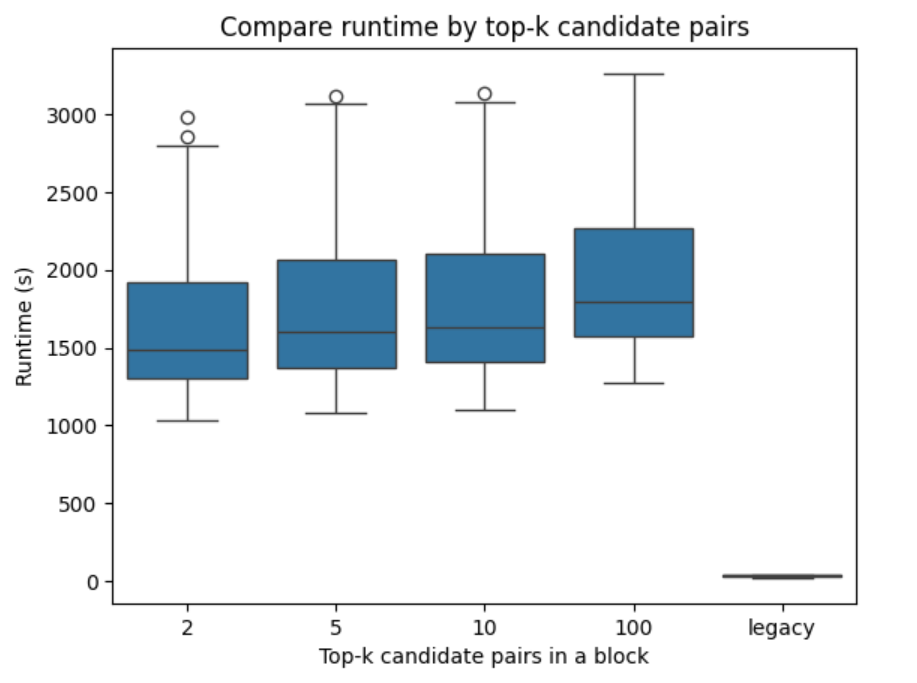 Compare runtime by top-k candidate pairs
Runtime (s)
3000
2500
2000
1500
1000
500
0
2 5 10 100 legacy
Top-k candidate pairs in a block